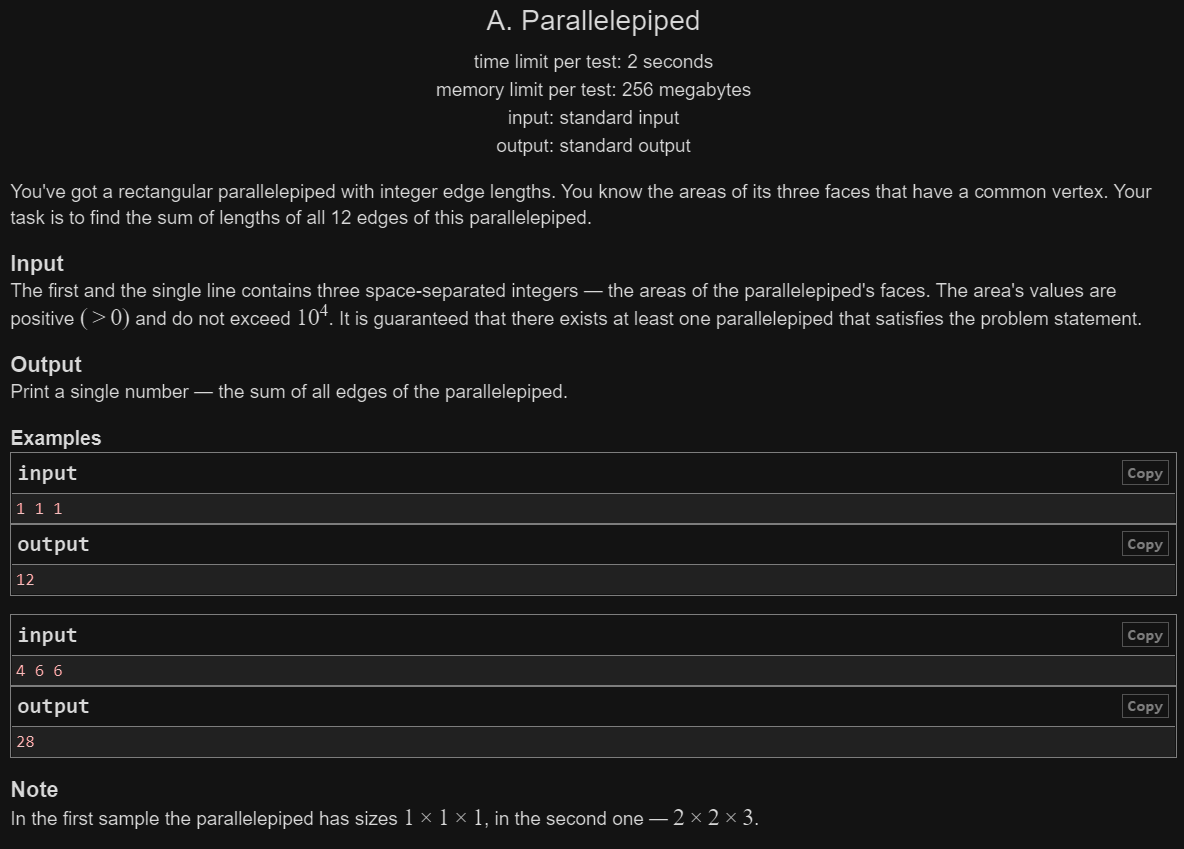 A. Parallelepiped
time limit per test: 2 seconds
memory limit per test: 256 megabytes
input: standard input
output: standard output
You've got a rectangular parallelepiped with integer edge lengths. You know the areas of its three faces that have a common vertex. Your
task is to find the sum of lengths of all 12 edges of this parallelepiped.
Input
The first and the single line contains three space-separated integers — the areas of the parallelepiped's faces. The area's values are
positive ( > 0) and do not exceed 10⁴. It is guaranteed that there exists at least one parallelepiped that satisfies the problem statement.
Output
Print a single number — the sum of all edges of the parallelepiped.
Examples
input Copy
1 1 1
output Copy
12
input Copy
4 6 6
output Copy
28
Note
In the first sample the parallelepiped has sizes 1 × 1 × 1, in the second one — 2 × 2 × 3.